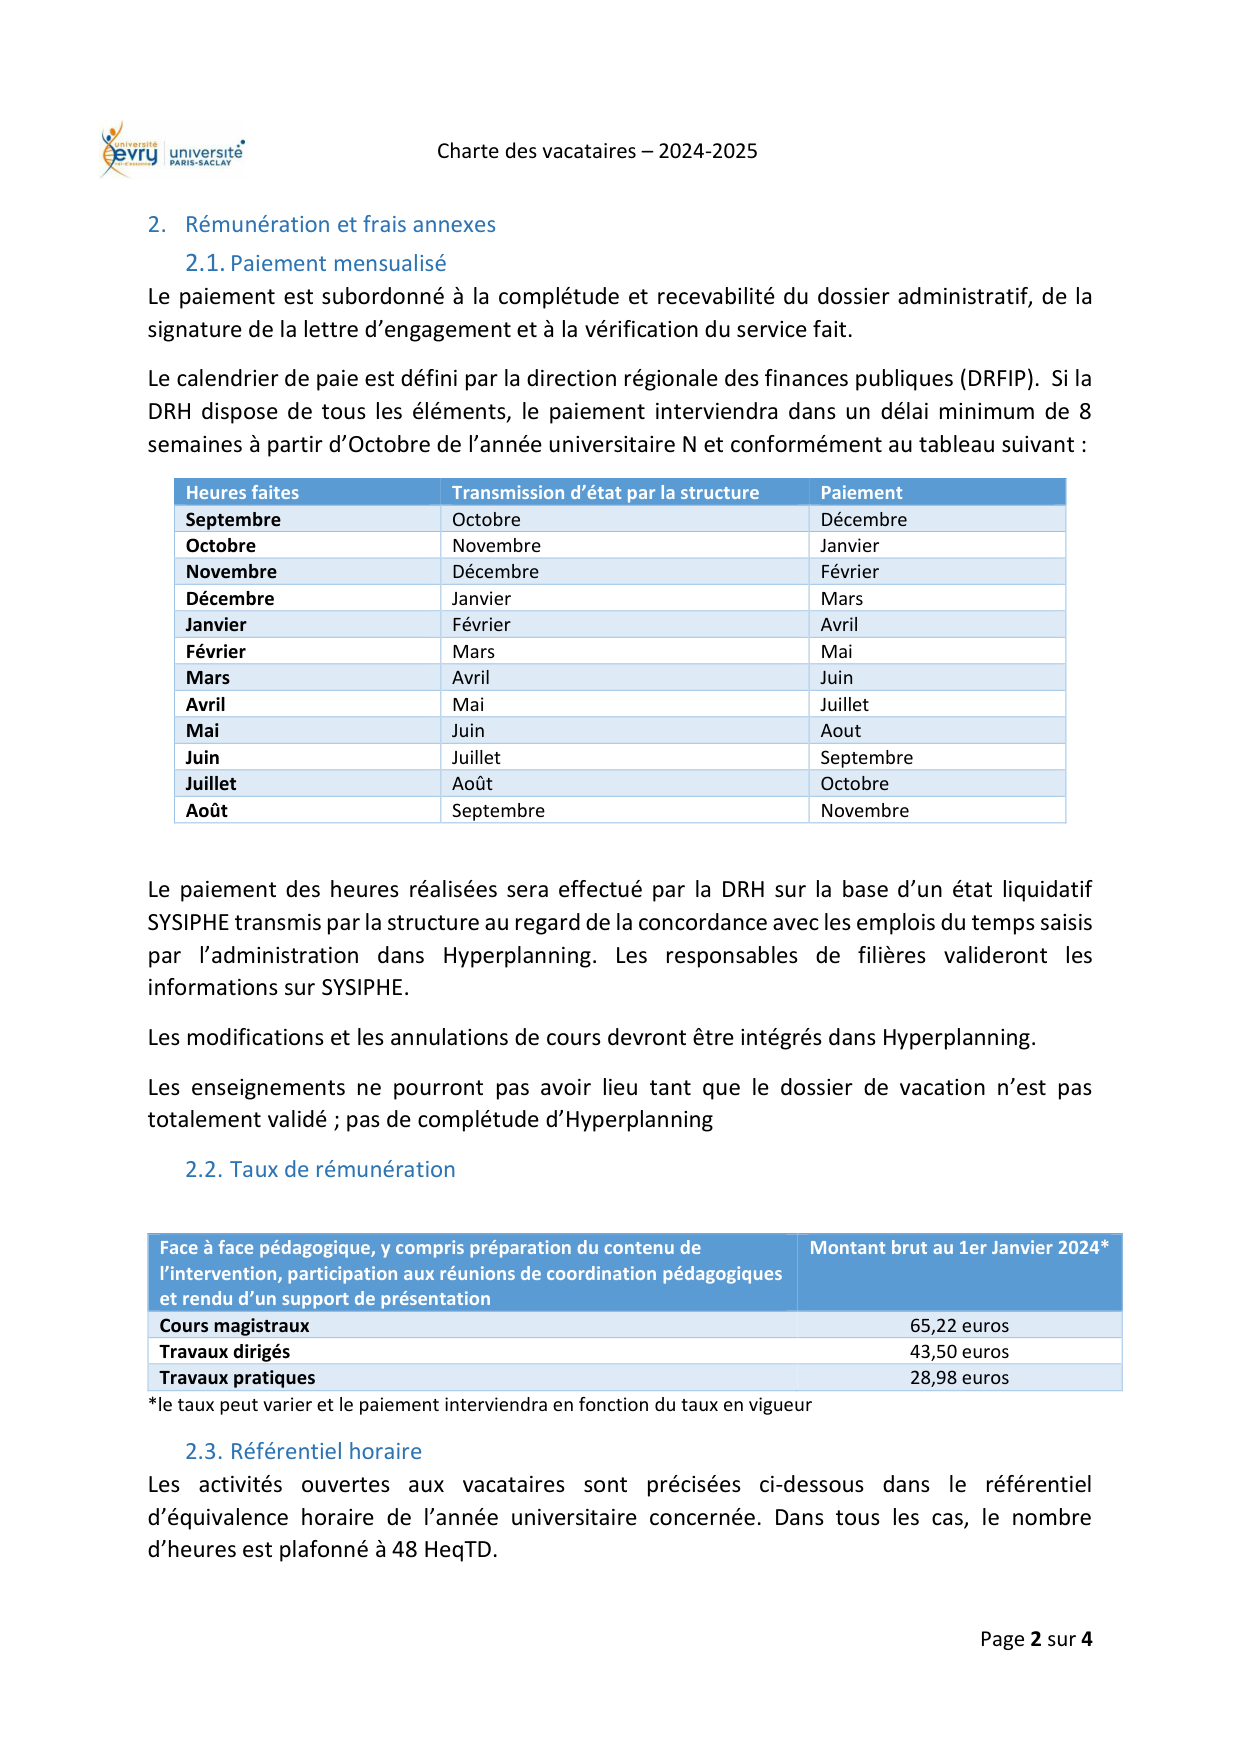 université
evry
val d'essonne
université
PARIS-SACLAY
Charte des vacataires – 2024-2025
2. Rémunération et frais annexes
2.1. Paiement mensualisé
Le paiement est subordonné à la complétude et recevabilité du dossier administratif, de la
signature de la lettre d’engagement et à la vérification du service fait.
Le calendrier de paie est défini par la direction régionale des finances publiques (DRFIP). Si la
DRH dispose de tous les éléments, le paiement interviendra dans un délai minimum de 8
semaines à partir d’Octobre de l’année universitaire N et conformément au tableau suivant :
Heures faites Transmission d’état par la structure Paiement
Septembre Octobre Décembre
Octobre Novembre Janvier
Novembre Décembre Février
Décembre Janvier Mars
Janvier Février Avril
Février Mars Mai
Mars Avril Juin
Avril Mai Juillet
Mai Juin Aout
Juin Juillet Septembre
Juillet Août Octobre
Août Septembre Novembre
Le paiement des heures réalisées sera effectué par la DRH sur la base d’un état liquidatif
SYSIPHE transmis par la structure au regard de la concordance avec les emplois du temps saisis
par l’administration dans Hyperplanning. Les responsables de filières valideront les
informations sur SYSIPHE.
Les modifications et les annulations de cours devront être intégrés dans Hyperplanning.
Les enseignements ne pourront pas avoir lieu tant que le dossier de vacation n’est pas
totalement validé ; pas de complétude d’Hyperplanning
2.2. Taux de rémunération
Face à face pédagogique, y compris préparation du contenu de Montant brut au 1er Janvier 2024*
l’intervention, participation aux réunions de coordination pédagogiques
et rendu d’un support de présentation
Cours magistraux 65,22 euros
Travaux dirigés 43,50 euros
Travaux pratiques 28,98 euros
*le taux peut varier et le paiement interviendra en fonction du taux en vigueur
2.3. Référentiel horaire
Les activités ouvertes aux vacataires sont précisées ci-dessous dans le référentiel
d’équivalence horaire de l’année universitaire concernée. Dans tous les cas, le nombre
d’heures est plafonné à 48 HeqTD.
Page 2 sur 4